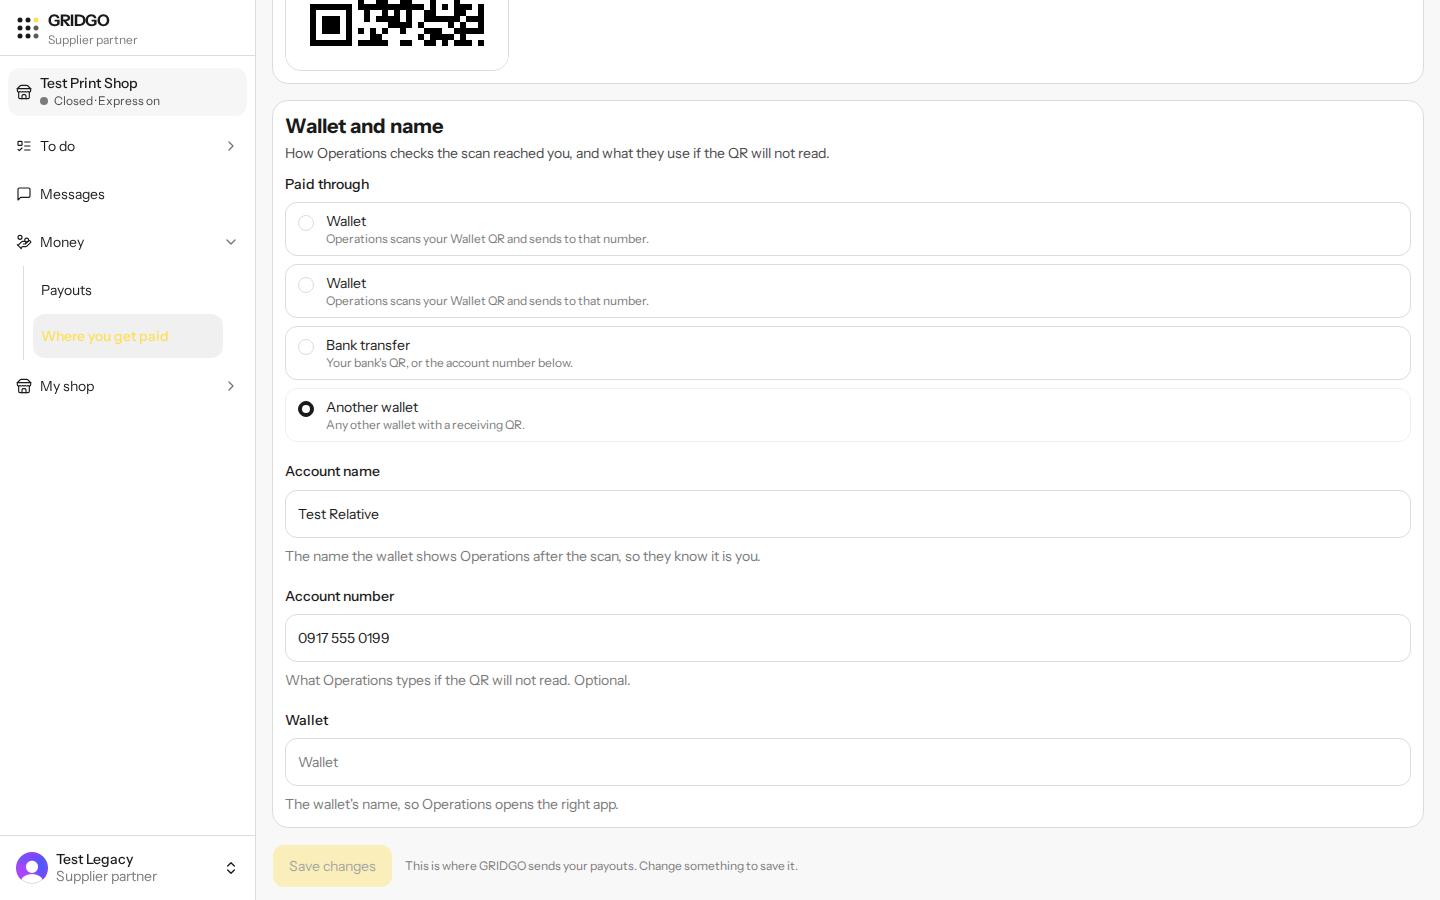 GRIDGO
Supplier partner
Test Print Shop
Closed · Express on
To do
Messages
Money
Payouts
Where you get paid
My shop
Test Legacy
Supplier partner
Wallet and name
How Operations checks the scan reached you, and what they use if the QR will not read.
Paid through
Wallet
Operations scans your Wallet QR and sends to that number.
Wallet
Operations scans your Wallet QR and sends to that number.
Bank transfer
Your bank's QR, or the account number below.
Another wallet
Any other wallet with a receiving QR.
Account name
Test Relative
The name the wallet shows Operations after the scan, so they know it is you.
Account number
0917 555 0199
What Operations types if the QR will not read. Optional.
Wallet
Wallet
The wallet's name, so Operations opens the right app.
Save changes
This is where GRIDGO sends your payouts. Change something to save it.